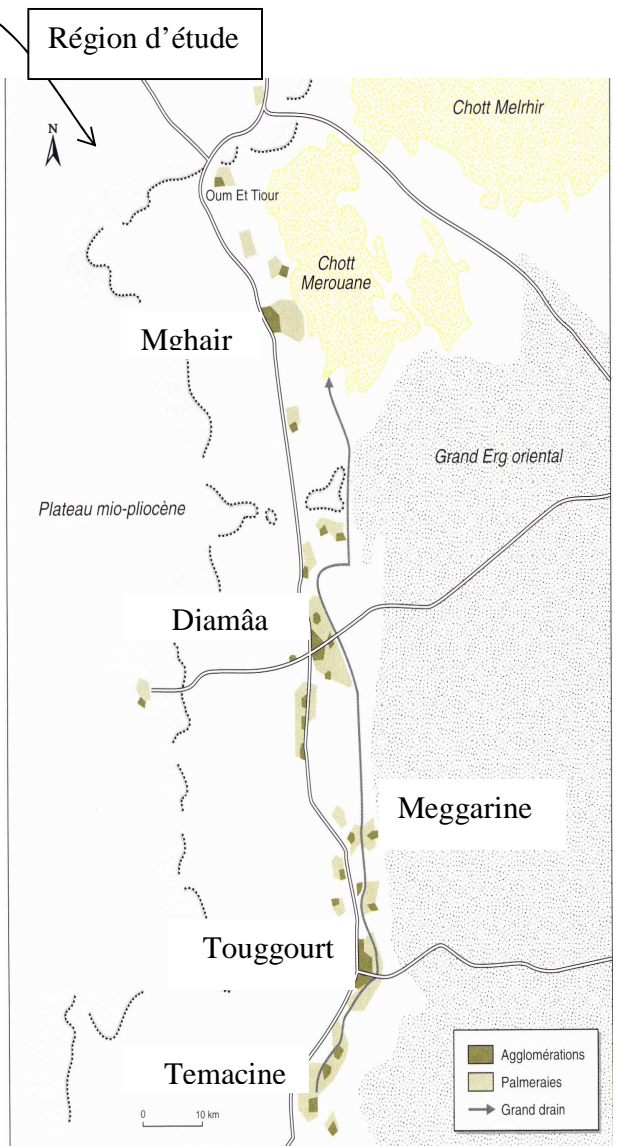 Région d’étude
Chott Melrhir
N
Oum Et Tiour
Chott
Merouane
Mghair
Grand Erg oriental
Plateau mio-pliocène
Djamâa
Meggarine
Touggourt
Temacine
Agglomérations
Palmeraies
Grand drain
0 10 km